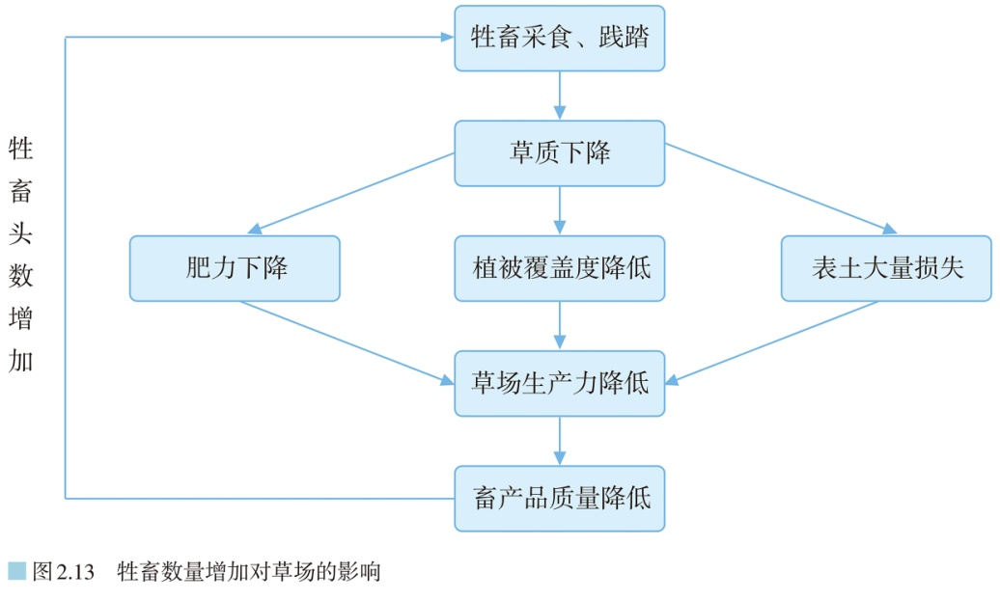 牲畜采食、践踏
草质下降
肥力下降
植被覆盖度降低
表土大量损失
草场生产力降低
畜产品质量降低
牲畜头数增加
图2.13 牲畜数量增加对草场的影响